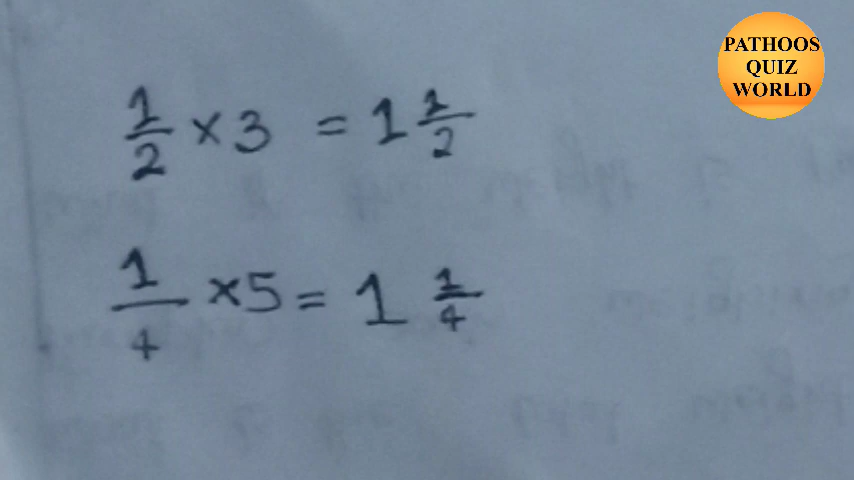 PATHOOS
QUIZ
WORLD
1/2 × 3 = 1 1/2
1/4 × 5 = 1 1/4